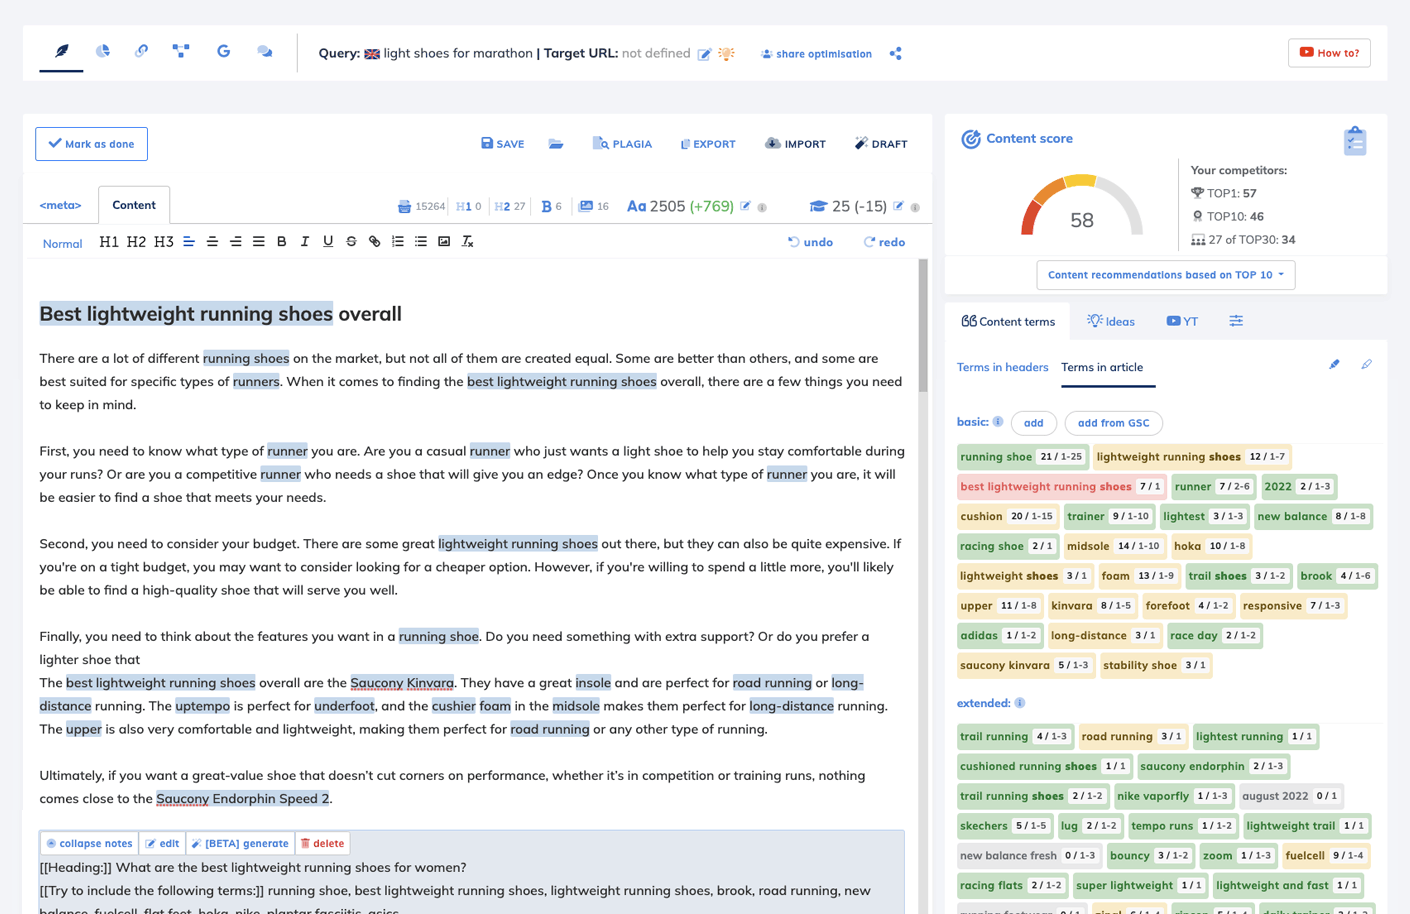 Query: light shoes for marathon | Target URL: not defined
share optimisation
How to?
Mark as done
SAVE
PLAGIA
EXPORT
IMPORT
DRAFT
<meta>
Content
15264
H1 0
H2 27
B 6
16
Aa 2505 (+769)
25 (-15)
Normal
H1 H2 H3
B I U S
undo
redo
Best lightweight running shoes overall
There are a lot of different running shoes on the market, but not all of them are created equal. Some are better than others, and some are
best suited for specific types of runners. When it comes to finding the best lightweight running shoes overall, there are a few things you need
to keep in mind.
First, you need to know what type of runner you are. Are you a casual runner who just wants a light shoe to help you stay comfortable during
your runs? Or are you a competitive runner who needs a shoe that will give you an edge? Once you know what type of runner you are, it will
be easier to find a shoe that meets your needs.
Second, you need to consider your budget. There are some great lightweight running shoes out there, but they can also be quite expensive. If
you're on a tight budget, you may want to consider looking for a cheaper option. However, if you're willing to spend a little more, you'll likely
be able to find a high-quality shoe that will serve you well.
Finally, you need to think about the features you want in a running shoe. Do you need something with extra support? Or do you prefer a
lighter shoe that
The best lightweight running shoes overall are the Saucony Kinvara. They have a great insole and are perfect for road running or long-
distance running. The uptempo is perfect for underfoot, and the cushier foam in the midsole makes them perfect for long-distance running.
The upper is also very comfortable and lightweight, making them perfect for road running or any other type of running.
Ultimately, if you want a great-value shoe that doesn't cut corners on performance, whether it's in competition or training runs, nothing
comes close to the Saucony Endorphin Speed 2.
collapse notes
edit
[BETA] generate
delete
[[Heading:]] What are the best lightweight running shoes for women?
[[Try to include the following terms:]] running shoe, best lightweight running shoes, lightweight running shoes, brook, road running, new
balance, fuelcell, flat feet, hoka, nike, plantar fasciitis, asics
Content score
58
Your competitors:
TOP1: 57
TOP10: 46
27 of TOP30: 34
Content recommendations based on TOP 10
Content terms
Ideas
YT
Terms in headers
Terms in article
basic:
add
add from GSC
running shoe 21 / 1-25 lightweight running shoes 12 / 1-7
best lightweight running shoes 7 / 1 runner 7 / 2-6 2022 2 / 1-3
cushion 20 / 1-15 trainer 9 / 1-10 lightest 3 / 1-3 new balance 8 / 1-8
racing shoe 2 / 1 midsole 14 / 1-10 hoka 10 / 1-8
lightweight shoes 3 / 1 foam 13 / 1-9 trail shoes 3 / 1-2 brook 4 / 1-6
upper 11 / 1-8 kinvara 8 / 1-5 forefoot 4 / 1-2 responsive 7 / 1-3
adidas 1 / 1-2 long-distance 3 / 1 race day 2 / 1-2
saucony kinvara 5 / 1-3 stability shoe 3 / 1
extended:
trail running 4 / 1-3 road running 3 / 1 lightest running 1 / 1
cushioned running shoes 1 / 1 saucony endorphin 2 / 1-3
trail running shoes 2 / 1-2 nike vaporfly 1 / 1-3 august 2022 0 / 1
skechers 5 / 1-5 lug 2 / 1-2 tempo runs 1 / 1-2 lightweight trail 1 / 1
new balance fresh 0 / 1-3 bouncy 3 / 1-2 zoom 1 / 1-3 fuelcell 9 / 1-4
racing flats 2 / 1-2 super lightweight 1 / 1 lightweight and fast 1 / 1